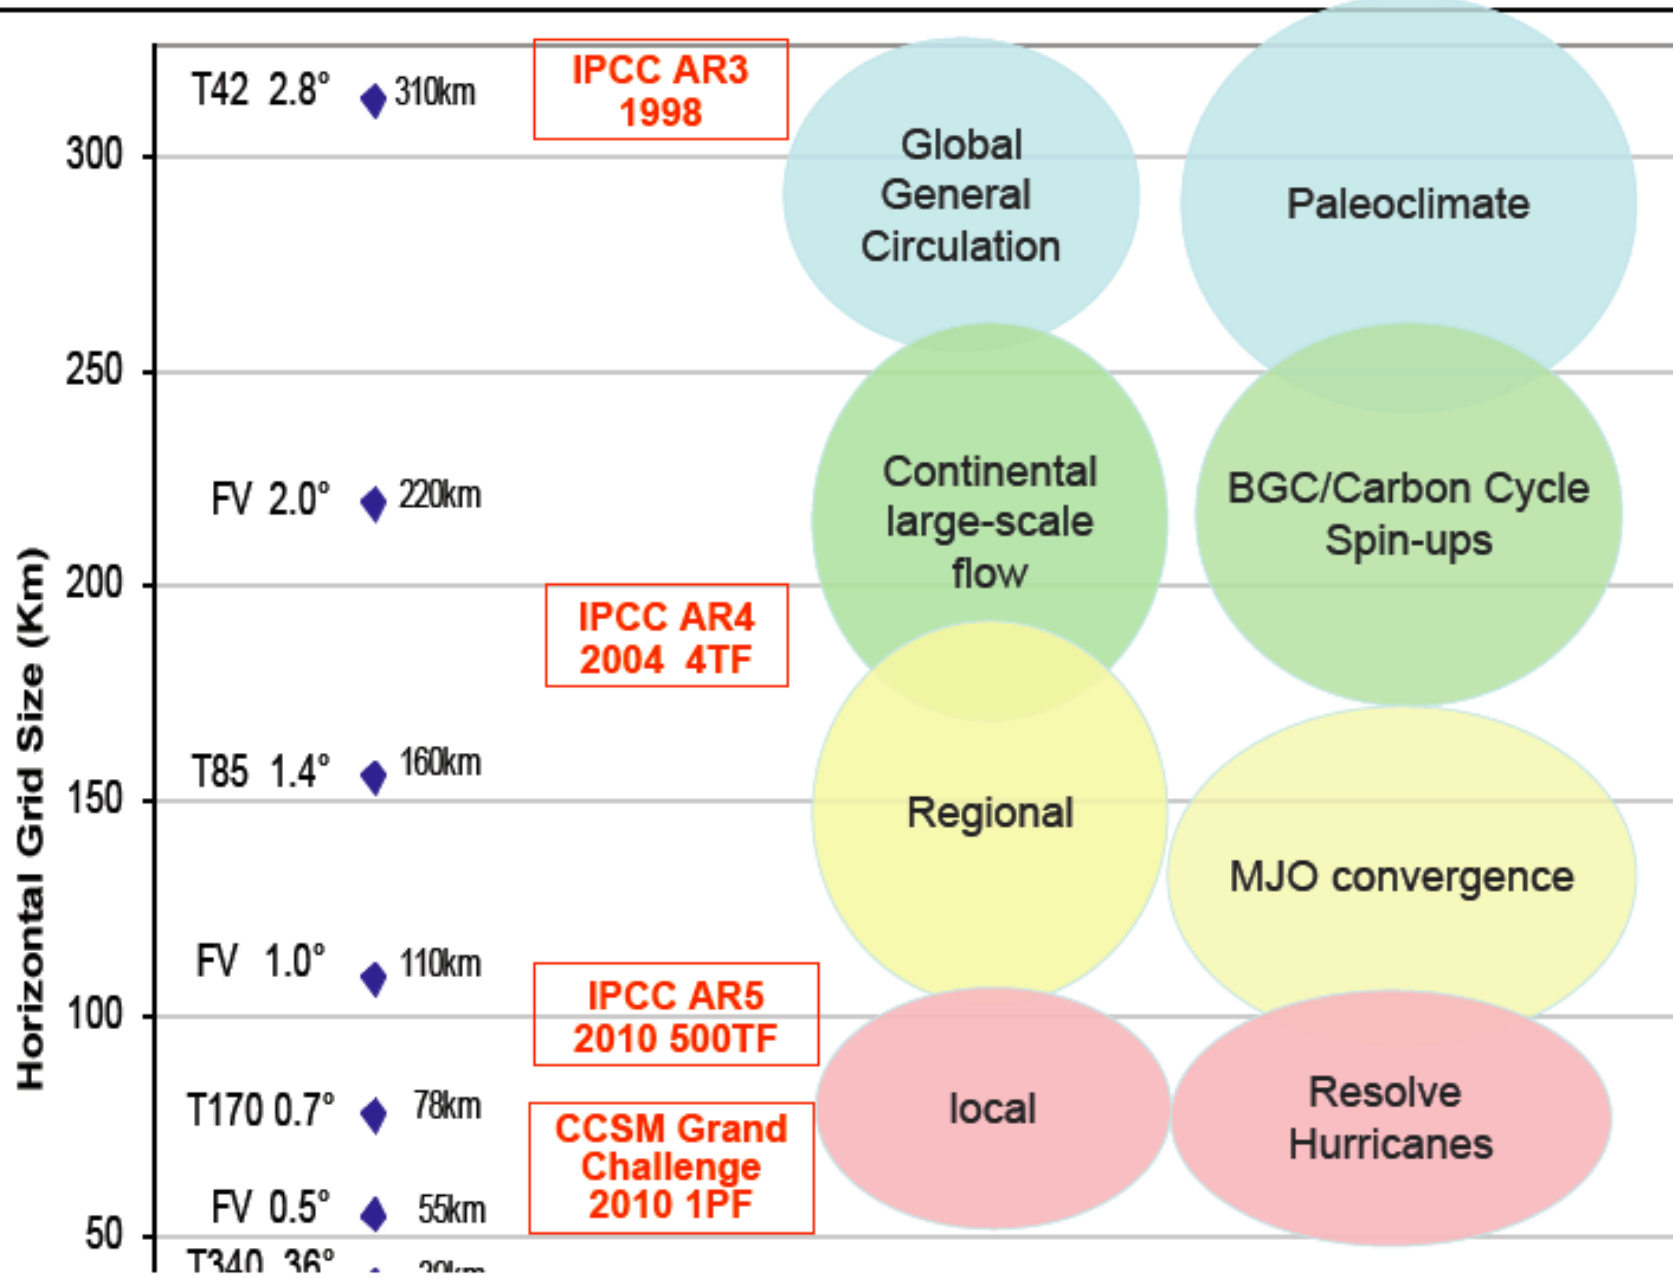 T42 2.8°
310km
IPCC AR3
1998
Global
General
Circulation
Paleoclimate
300
250
FV 2.0°
220km
Continental
large-scale
flow
BGC/Carbon Cycle
Spin-ups
Horizontal Grid Size (Km)
200
IPCC AR4
2004 4TF
T85 1.4°
160km
150
Regional
MJO convergence
FV 1.0°
110km
100
IPCC AR5
2010 500TF
T170 0.7°
78km
CCSM Grand
Challenge
2010 1PF
local
Resolve
Hurricanes
FV 0.5°
55km
50
T340 .36°
39km